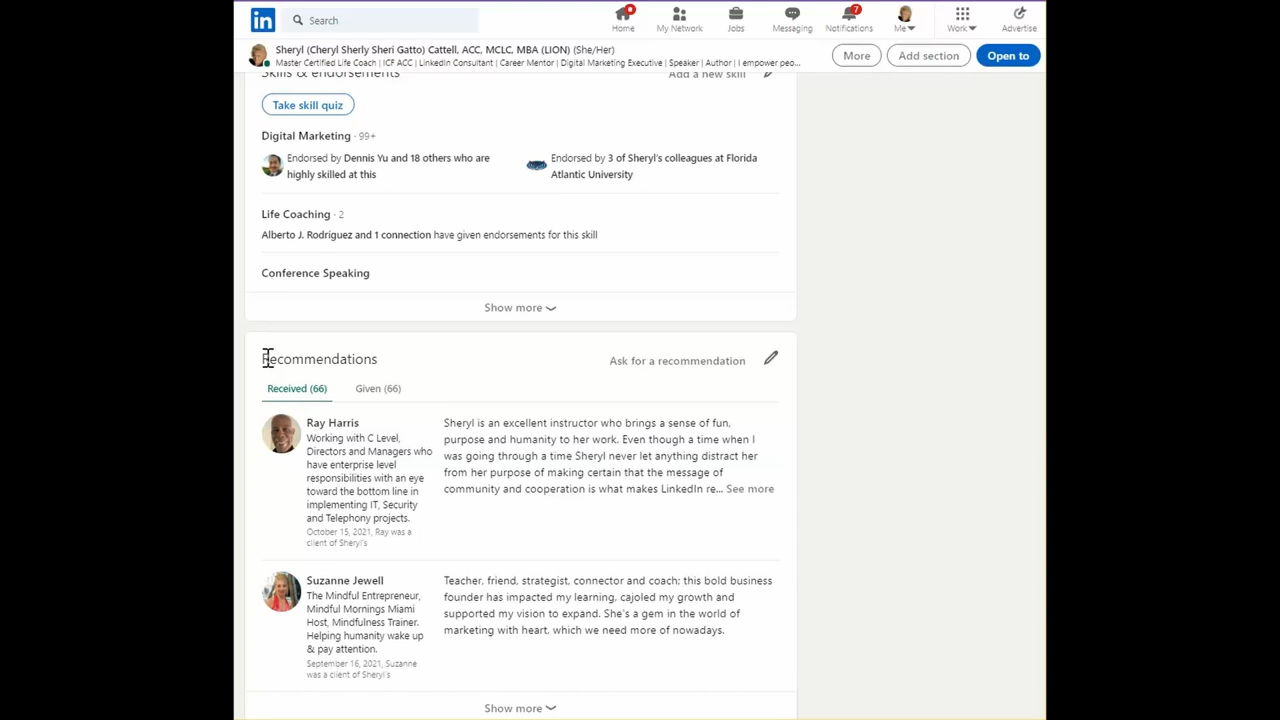 in
Search
Home
My Network
Jobs
Messaging
7
Notifications
Me
Work
Advertise
Sheryl (Cheryl Sherly Sheri Gatto) Cattell, ACC, MCLC, MBA (LION) (She/Her)
MasterCertified Life Coach | ICF ACC | LinkedIn Consultant | Career Mentor | Digital Marketing Executive | Speaker | Author | I empower peo...
More
Add section
Open to
Skills & endorsements
Add a new skill
Take skill quiz
Digital Marketing · 99+
Endorsed by Dennis Yu and 18 others who are
highly skilled at this
Endorsed by 3 of Sheryl's colleagues at Florida
Atlantic University
Life Coaching · 2
Alberto J. Rodriguez and 1 connection have given endorsements for this skill
Conference Speaking
Show more
Recommendations
Ask for a recommendation
Received (66)
Given (66)
Ray Harris
Working with C Level,
Directors and Managers who
have enterprise level
responsibilities with an eye
toward the bottom line in
implementing IT, Security
and Telephony projects.
October 15, 2021, Ray was a
client of Sheryl's
Sheryl is an excellent instructor who brings a sense of fun,
purpose and humanity to her work. Even though a time when I
was going through a time Sheryl never let anything distract her
from her purpose of making certain that the message of
community and cooperation is what makes LinkedIn re... See more
Suzanne Jewell
The Mindful Entrepreneur,
Mindful Mornings Miami
Host, Mindfulness Trainer.
Helping humanity wake up
& pay attention.
September 16, 2021, Suzanne
was a client of Sheryl's
Teacher, friend, strategist, connector and coach; this bold business
founder has impacted my learning, cajoled my growth and
supported my vision to expand. She's a gem in the world of
marketing with heart, which we need more of nowadays.
Show more